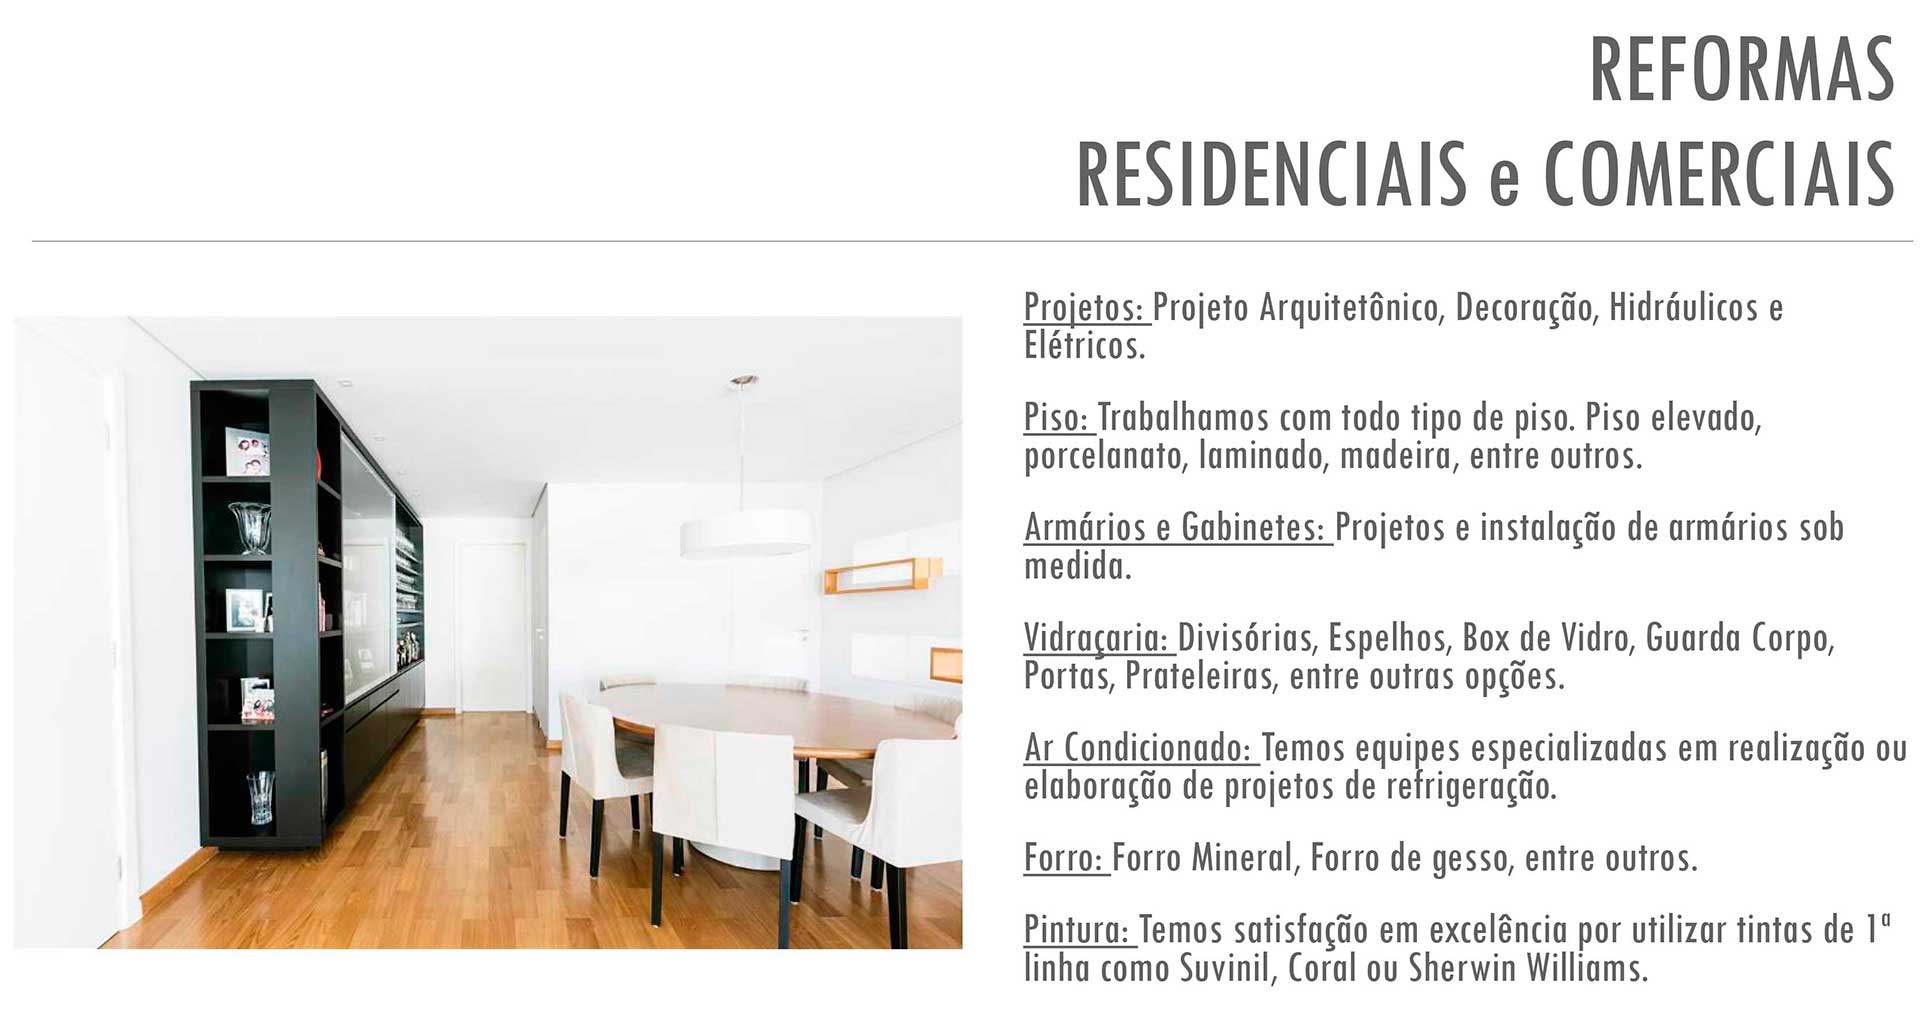 REFORMAS
RESIDENCIAIS e COMERCIAIS
Projetos: Projeto Arquitetônico, Decoração, Hidráulicos e
Elétricos.
Piso: Trabalhamos com todo tipo de piso. Piso elevado,
porcelanato, laminado, madeira, entre outros.
Armários e Gabinetes: Projetos e instalação de armários sob
medida.
Vidraçaria: Divisórias, Espelhos, Box de Vidro, Guarda Corpo,
Portas, Prateleiras, entre outras opções.
Ar Condicionado: Temos equipes especializadas em realização ou
elaboração de projetos de refrigeração.
Forro: Forro Mineral, Forro de gesso, entre outros.
Pintura: Temos satisfação em excelência por utilizar tintas de 1ª
linha como Suvinil, Coral ou Sherwin Williams.